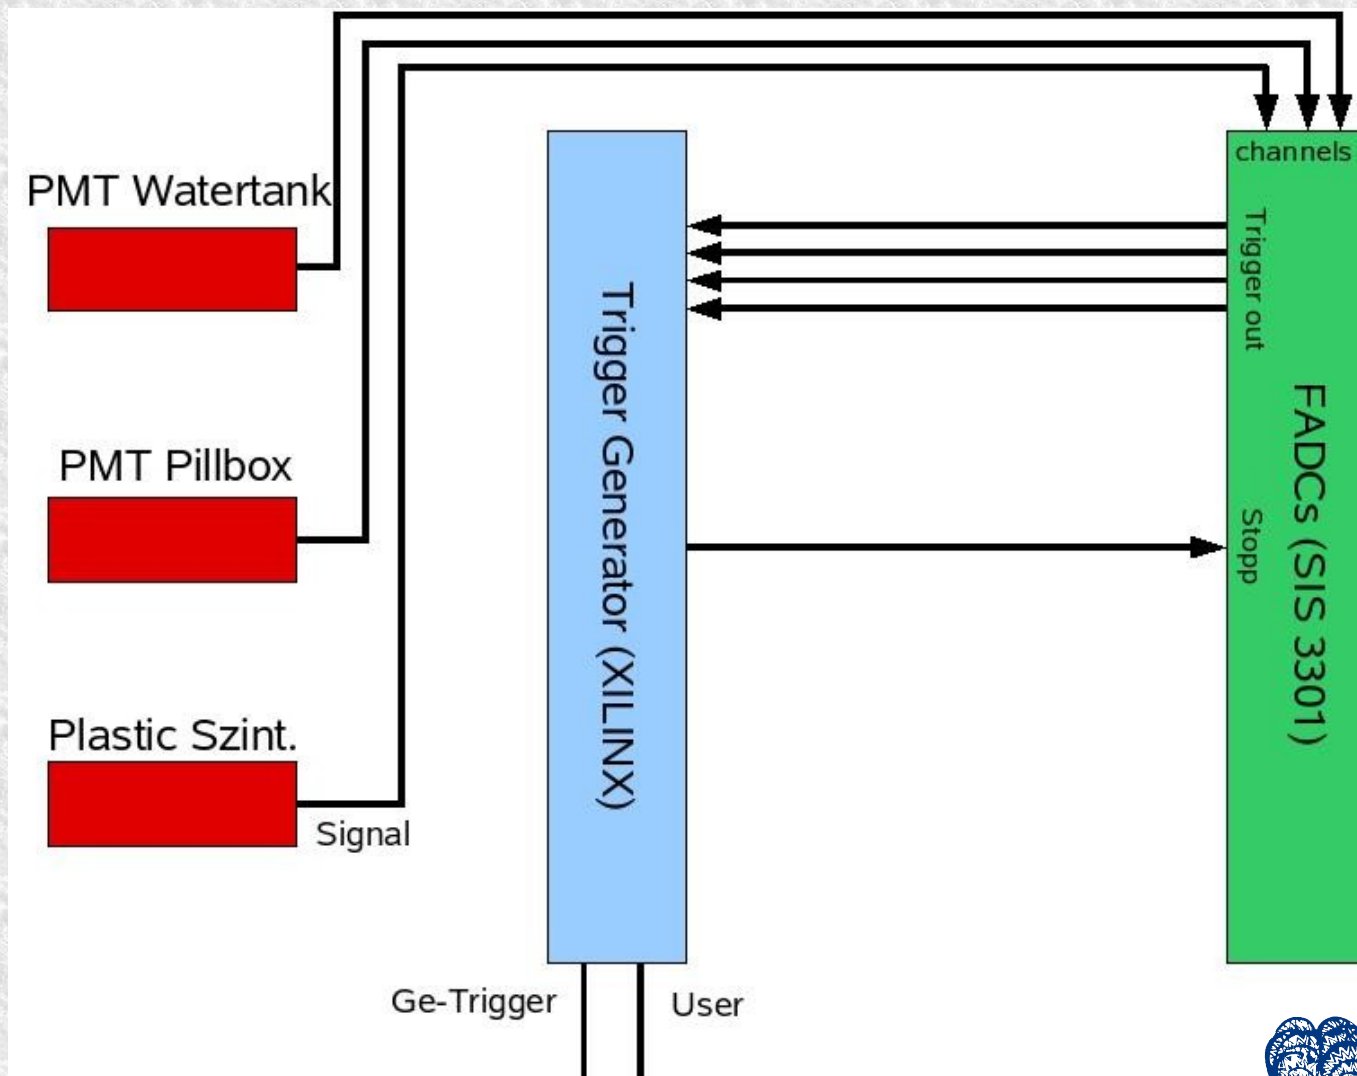 channels
PMT Watertank
Trigger out
Trigger Generator (XILINX)
FADCs (SIS 3301)
PMT Pillbox
Stopp
Plastic Szint.
Signal
Ge-Trigger
User